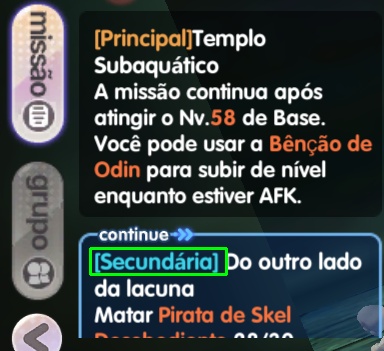 missão
grupo
[Principal]Templo
Subaquático
A missão continua após
atingir o Nv.58 de Base.
Você pode usar a Bênção de
Odin para subir de nível
enquanto estiver AFK.
continue
[Secundária] Do outro lado
da lacuna
Matar Pirata de Skel
Desobediente